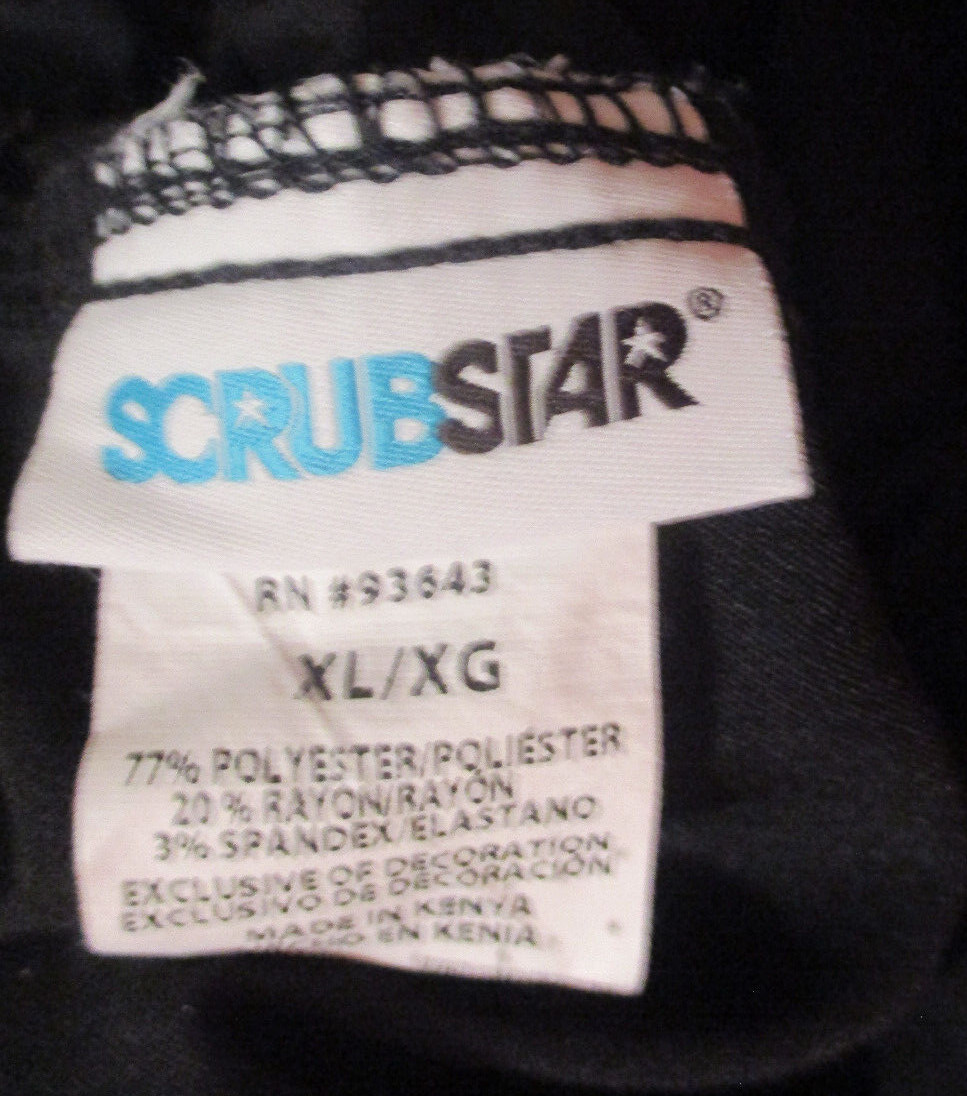 SCRUBSTAR®
RN #93643
XL/XG
77% POLYESTER/POLIÉSTER
20% RAYON/RAYÓN
3% SPANDEX/ELASTANO
EXCLUSIVE OF DECORATION
EXCLUSIVO DE DECORACIÓN
MADE IN KENYA
HECHO EN KENIA